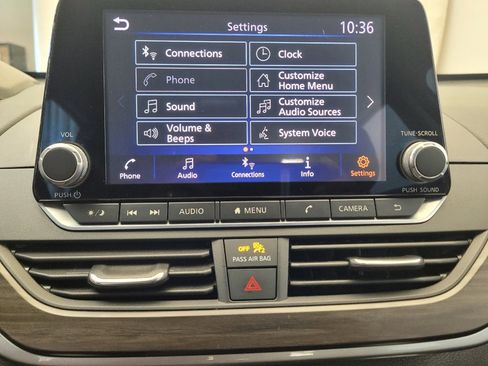 Settings
10:36
Connections
Clock
Phone
Customize
Home Menu
Sound
Customize
Audio Sources
Volume &
Beeps
System Voice
VOL
TUNE•SCROLL
Phone
Audio
Connections
Info
Settings
PUSH
PUSH SOUND
AUDIO
MENU
CAMERA
OFF
2
PASS AIR BAG